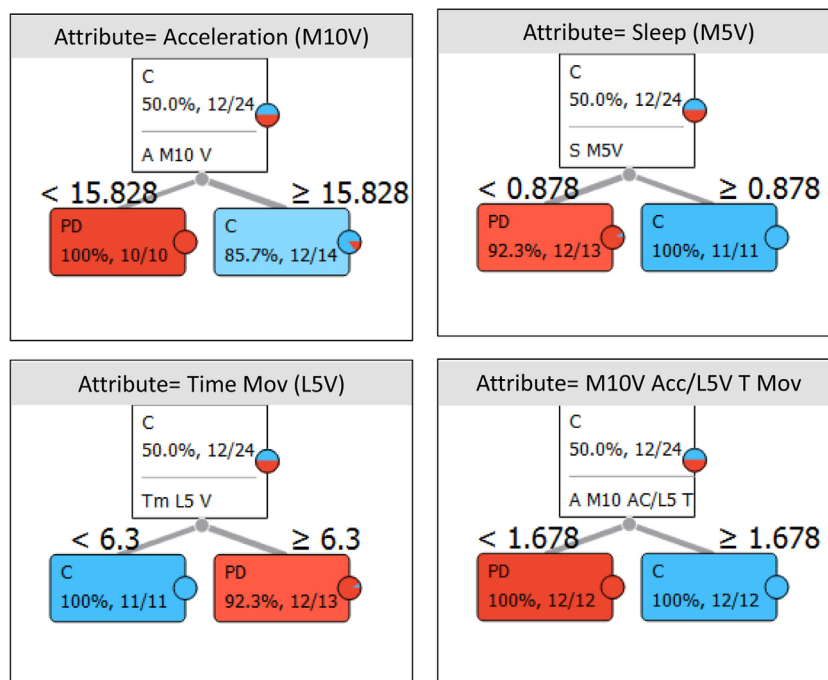 Attribute= Acceleration (M10V)
C
50.0%, 12/24
A M10 V
< 15.828
≥ 15.828
PD
100%, 10/10
C
85.7%, 12/14
Attribute= Sleep (M5V)
C
50.0%, 12/24
S M5V
< 0.878
≥ 0.878
PD
92.3%, 12/13
C
100%, 11/11
Attribute= Time Mov (L5V)
C
50.0%, 12/24
Tm L5 V
< 6.3
≥ 6.3
C
100%, 11/11
PD
92.3%, 12/13
Attribute= M10V Acc/L5V T Mov
C
50.0%, 12/24
A M10 AC/L5 T
< 1.678
≥ 1.678
PD
100%, 12/12
C
100%, 12/12